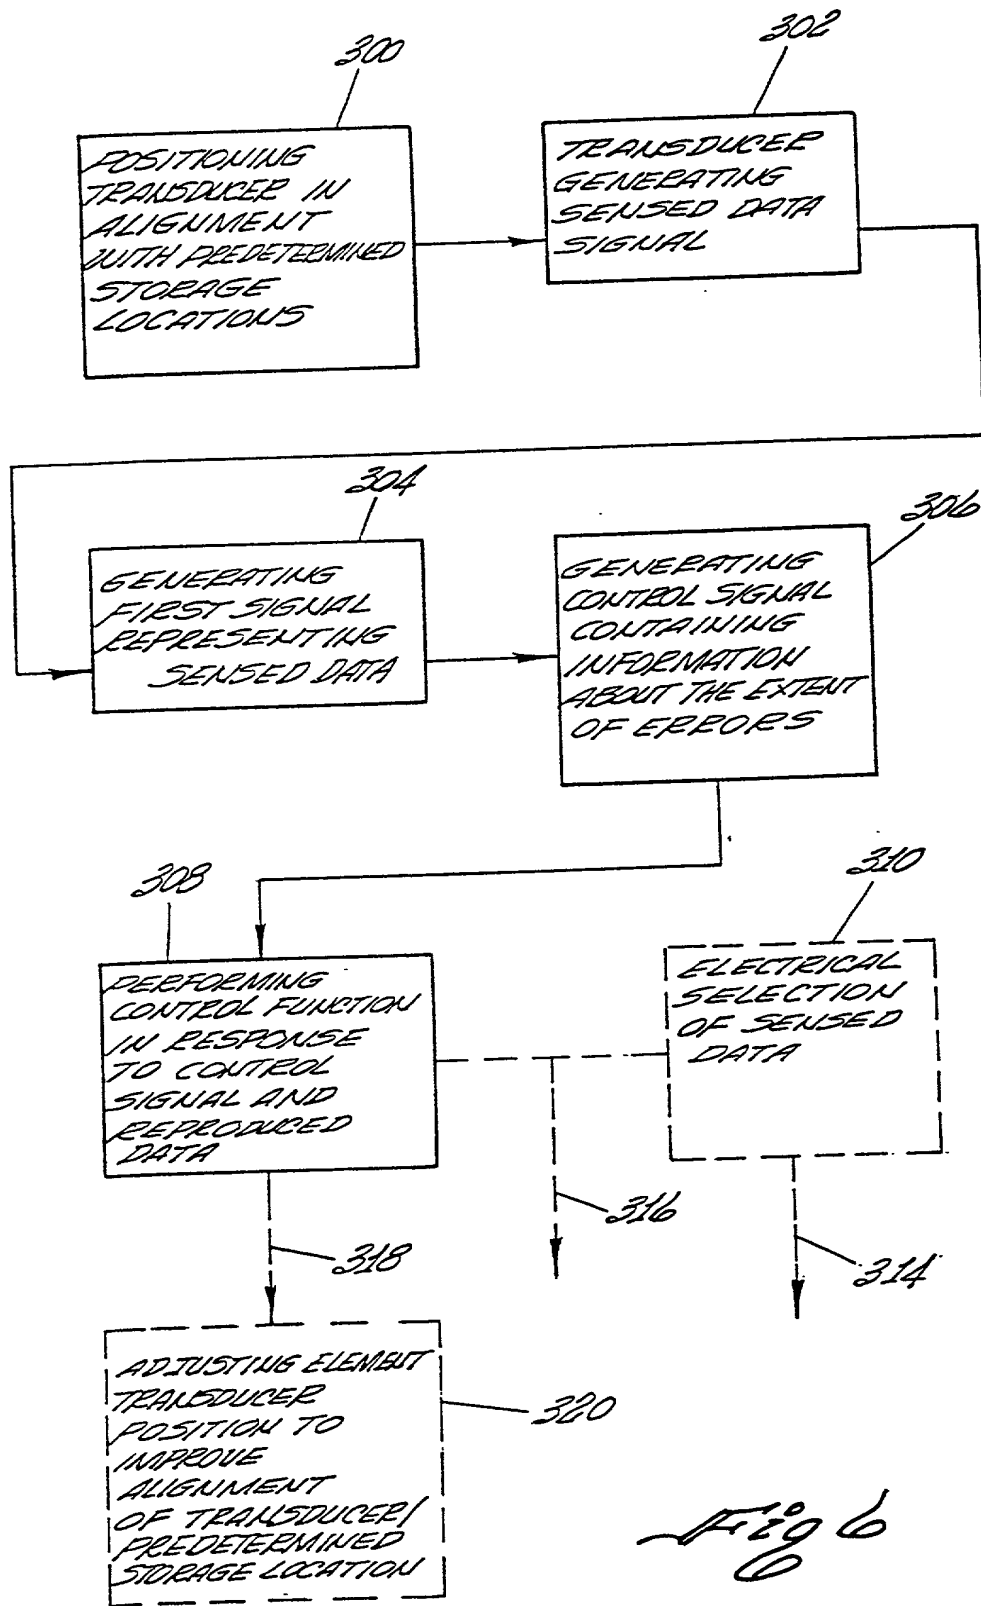 300
302
POSITIONING
TRANSDUCER IN
ALIGNMENT
WITH PREDETERMINED
STORAGE
LOCATIONS
TRANSDUCER
GENERATING
SENSED DATA
SIGNAL
304
306
GENERATING
FIRST SIGNAL
REPRESENTING
SENSED DATA
GENERATING
CONTROL SIGNAL
CONTAINING
INFORMATION
ABOUT THE EXTENT
OF ERRORS
308
310
PERFORMING
CONTROL FUNCTION
IN RESPONSE
TO CONTROL
SIGNAL AND
REPRODUCED
DATA
ELECTRICAL
SELECTION
OF SENSED
DATA
316
318
314
ADJUSTING ELEMENT
TRANSDUCER
POSITION TO
IMPROVE
ALIGNMENT
OF TRANSDUCER/
PREDETERMINED
STORAGE LOCATION
320
Fig 6